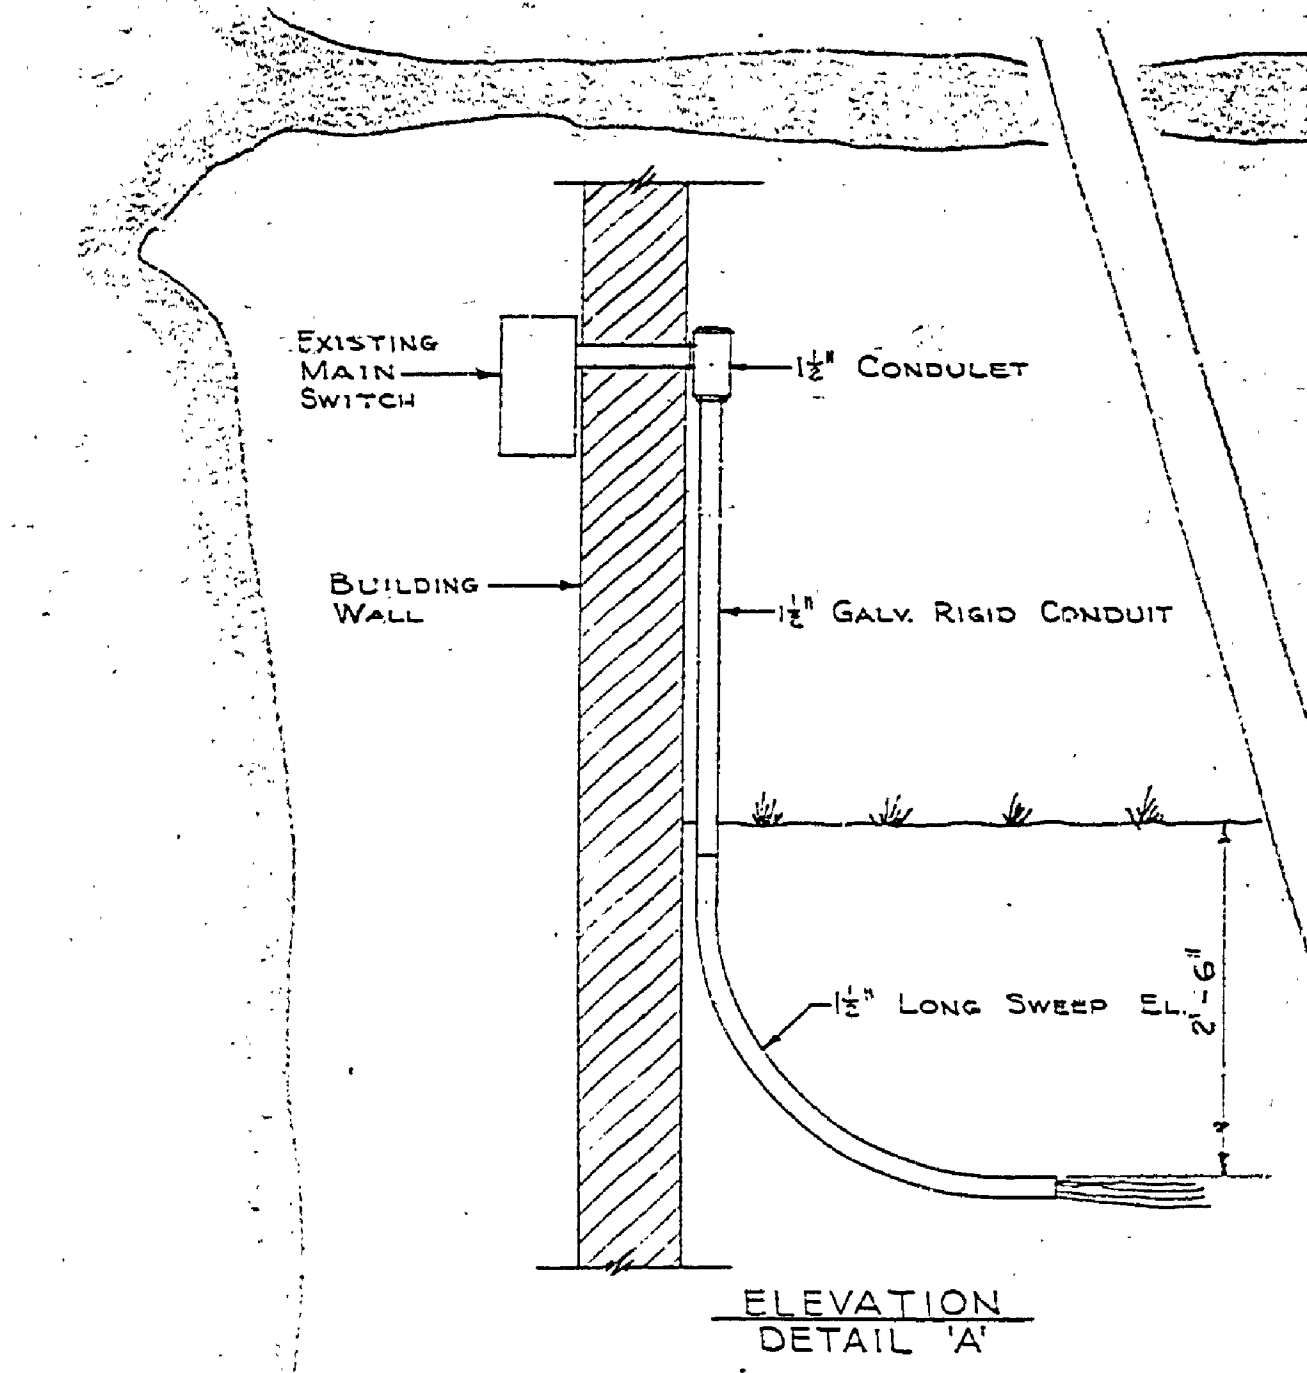 EXISTING
MAIN
SWITCH
1½" CONDULET
BUILDING
WALL
1½" GALV. RIGID CONDUIT
1½" LONG SWEEP EL.
2'-6"
ELEVATION
DETAIL 'A'